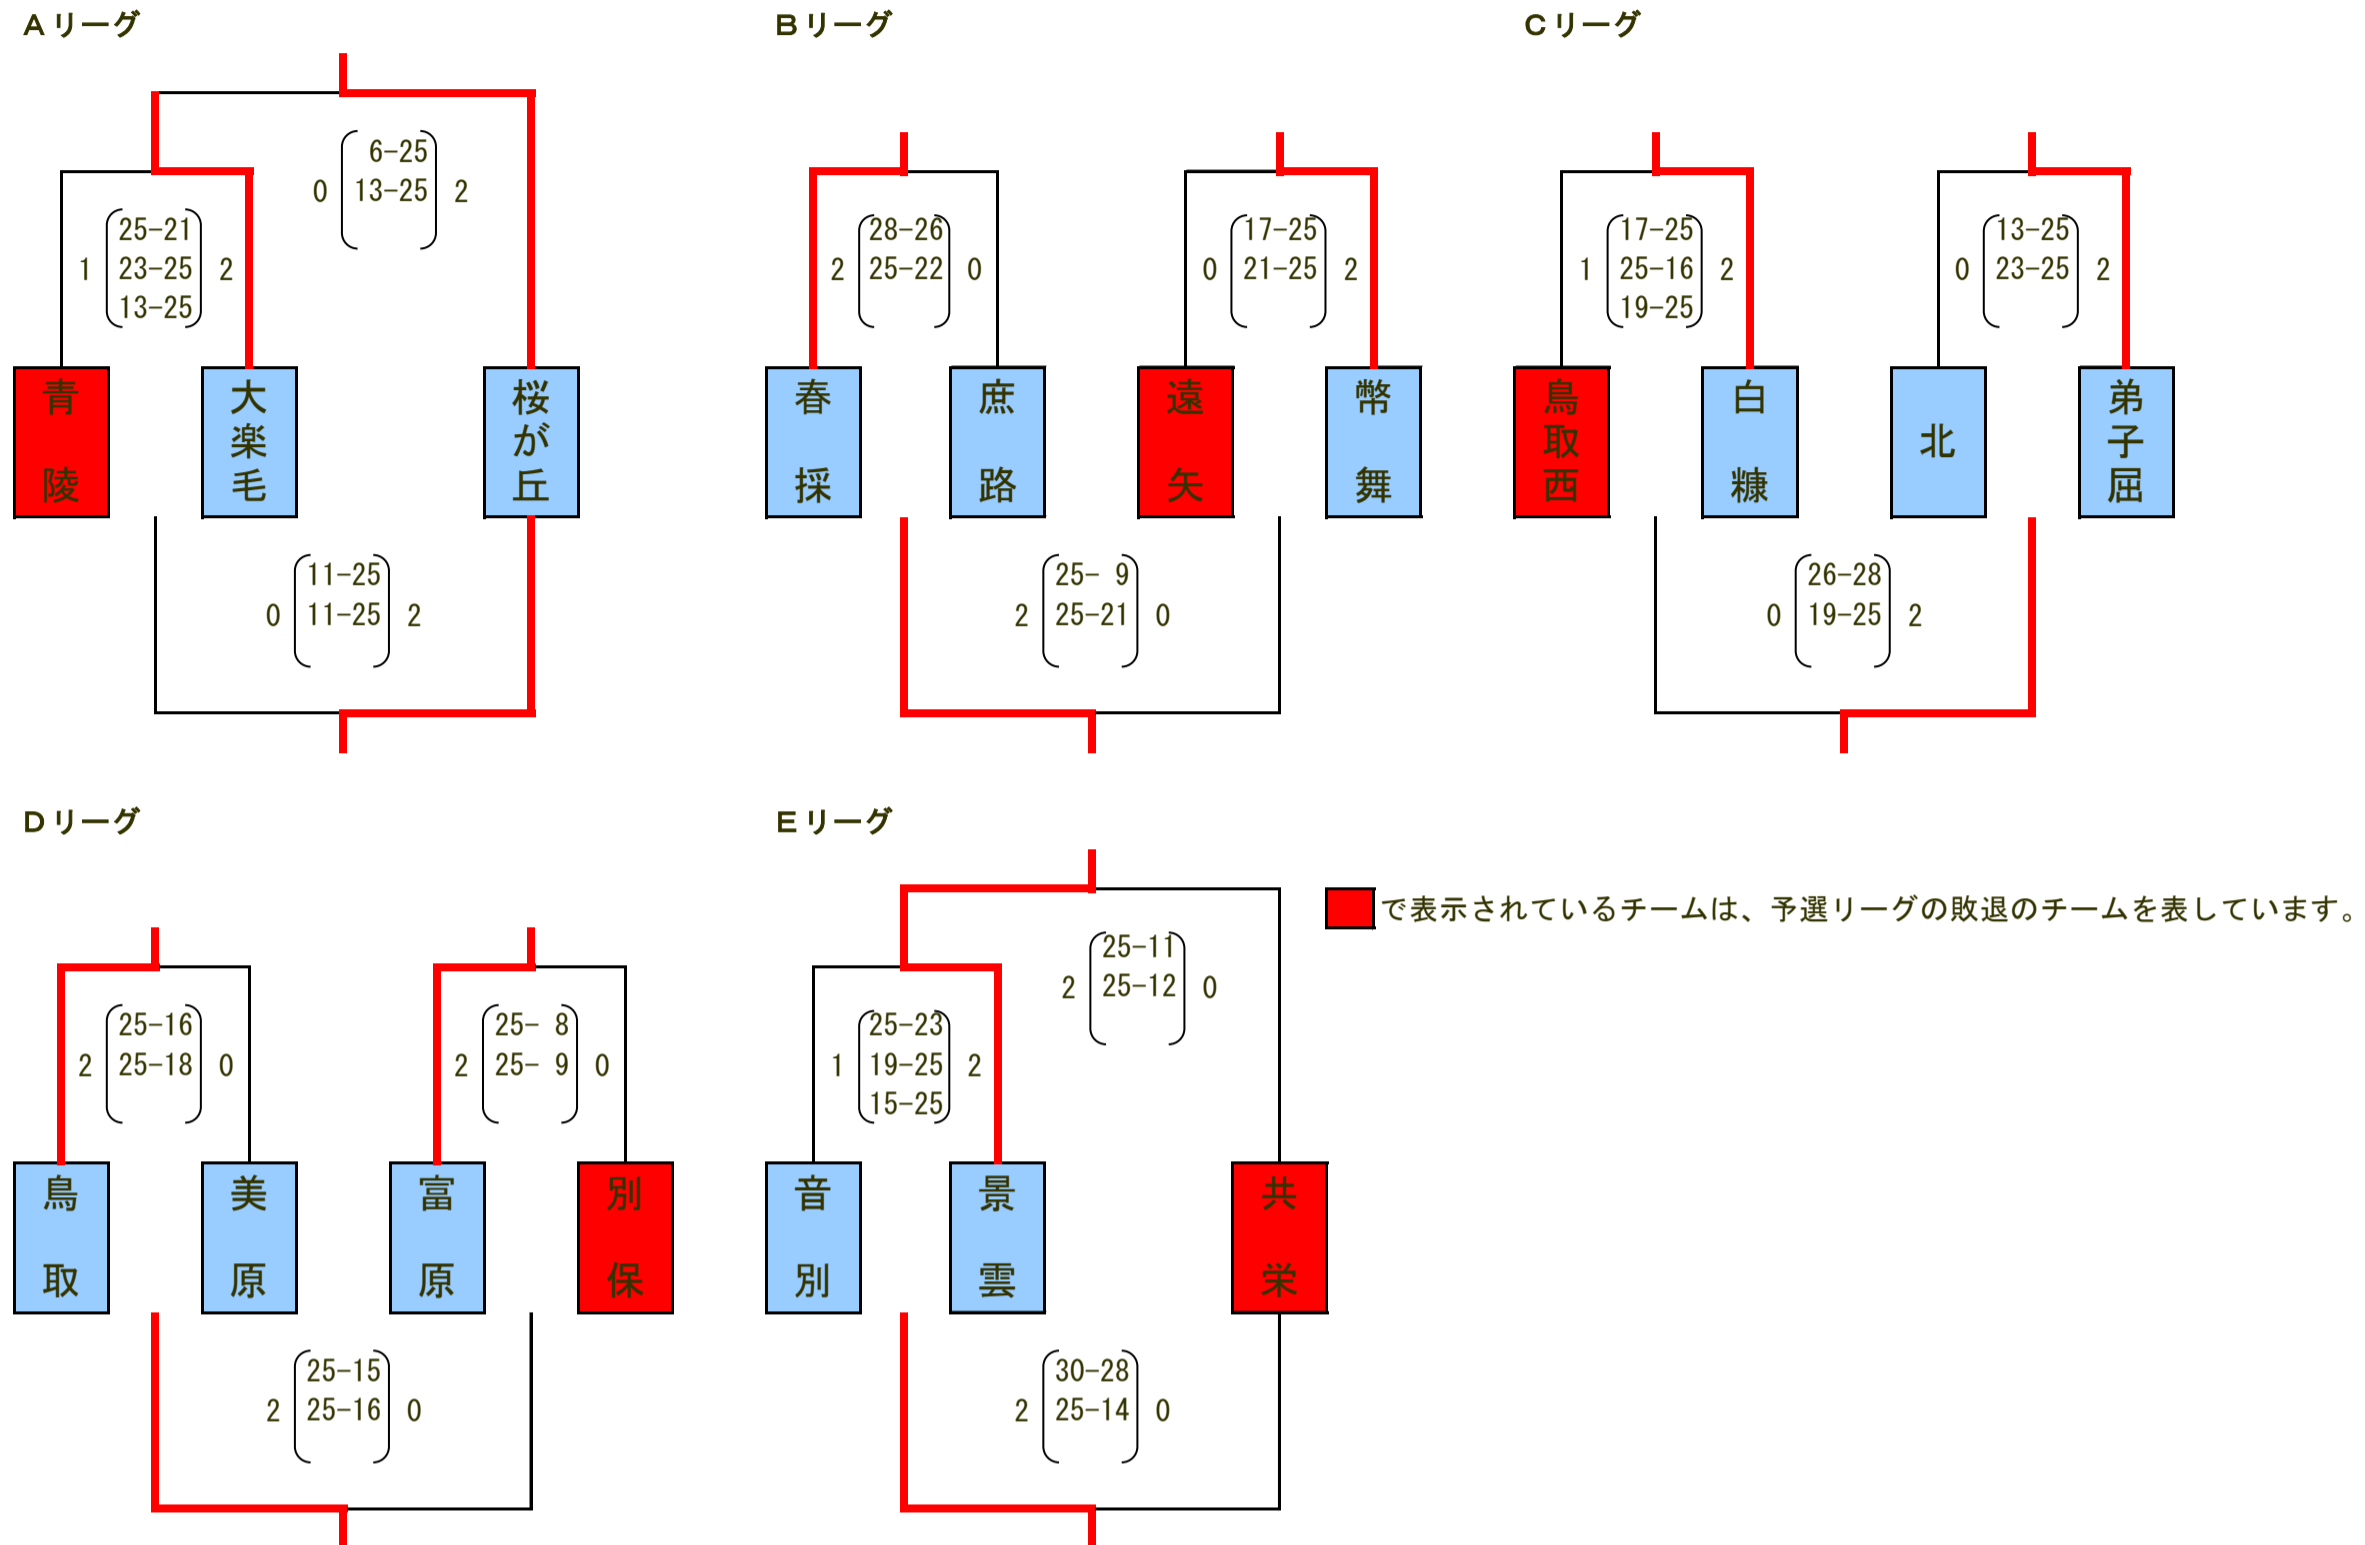 Aリーグ
6-25
0 13-25 2
25-21
1 23-25 2
13-25
青陵
大楽毛
桜が丘
11-25
0 11-25 2
Bリーグ
28-26
2 25-22 0
17-25
0 21-25 2
春採
庶路
遠矢
幣舞
25- 9
2 25-21 0
Cリーグ
17-25
1 25-16 2
19-25
13-25
0 23-25 2
鳥取西
白糠
北
弟子屈
26-28
0 19-25 2
Dリーグ
25-16
2 25-18 0
25- 8
2 25- 9 0
鳥取
美原
富原
別保
25-15
2 25-16 0
Eリーグ
25-11
2 25-12 0
25-23
1 19-25 2
15-25
音別
景雲
共栄
30-28
2 25-14 0
で表示されているチームは、予選リーグの敗退のチームを表しています。